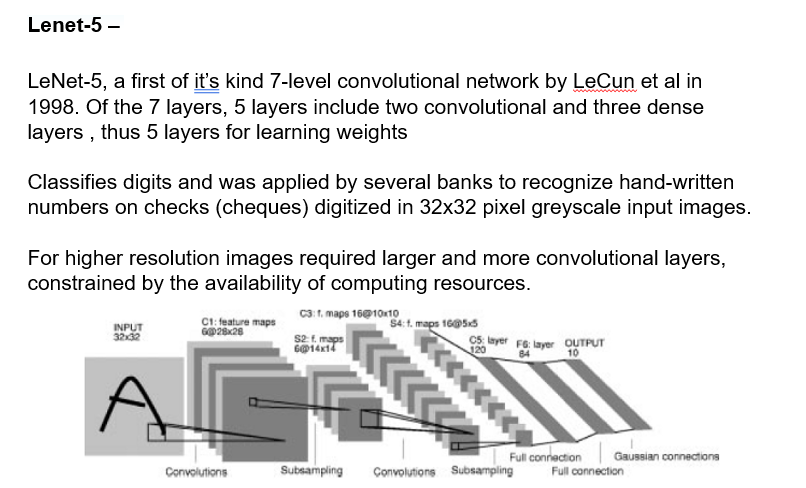 Lenet-5 –
LeNet-5, a first of it's kind 7-level convolutional network by LeCun et al in
1998. Of the 7 layers, 5 layers include two convolutional and three dense
layers , thus 5 layers for learning weights
Classifies digits and was applied by several banks to recognize hand-written
numbers on checks (cheques) digitized in 32x32 pixel greyscale input images.
For higher resolution images required larger and more convolutional layers,
constrained by the availability of computing resources.
INPUT
32x32
C1: feature maps
6@28x28
C3: f. maps 16@10x10
S2: f. maps
6@14x14
S4: f. maps 16@5x5
C5: layer
120
F6: layer
84
OUTPUT
10
A
Convolutions
Subsampling
Convolutions
Subsampling
Full connection
Full connection
Gaussian connections